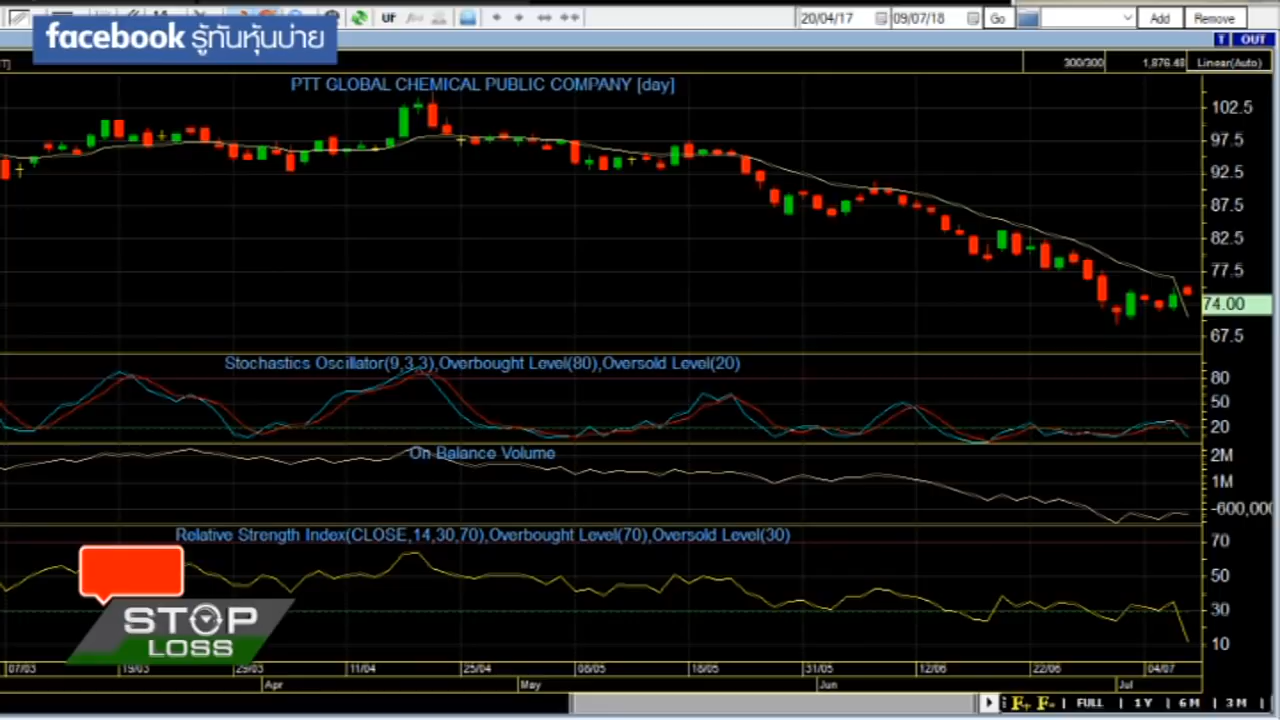 UF
20/04/17
09/07/18
Go
Add
Remove
facebook รู้ทันหุ้นบ่าย
T OUT
300/300
1,876.48
Linear(Auto)
PTT GLOBAL CHEMICAL PUBLIC COMPANY [day]
102.5
97.5
92.5
87.5
82.5
77.5
74.00
67.5
Stochastics Oscillator(9,3,3),Overbought Level(80),Oversold Level(20)
80
50
20
On Balance Volume
2M
1M
-600,000
Relative Strength Index(CLOSE,14,30,70),Overbought Level(70),Oversold Level(30)
70
50
30
10
STOP
LOSS
07/03 19/03 29/03 11/04 25/04 08/05 18/05 31/05 12/06 22/06 04/07
Apr May Jun Jul
F+ F- | FULL | 1Y | 6M | 3M |